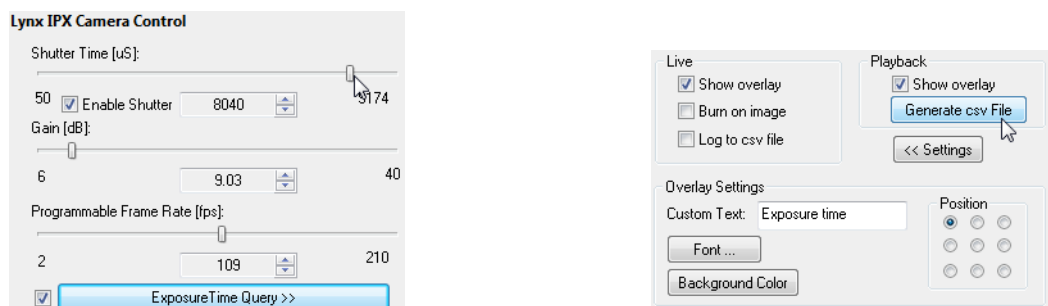 Lynx IPX Camera Control
Shutter Time [uS]:
50 Enable Shutter 8040 9174
Gain [dB]:
6 9.03 40
Programmable Frame Rate [fps]:
2 109 210
ExposureTime Query >>
Live
Show overlay
Burn on image
Log to csv file
Playback
Show overlay
Generate csv File
<< Settings
Overlay Settings
Custom Text: Exposure time
Font ...
Background Color
Position